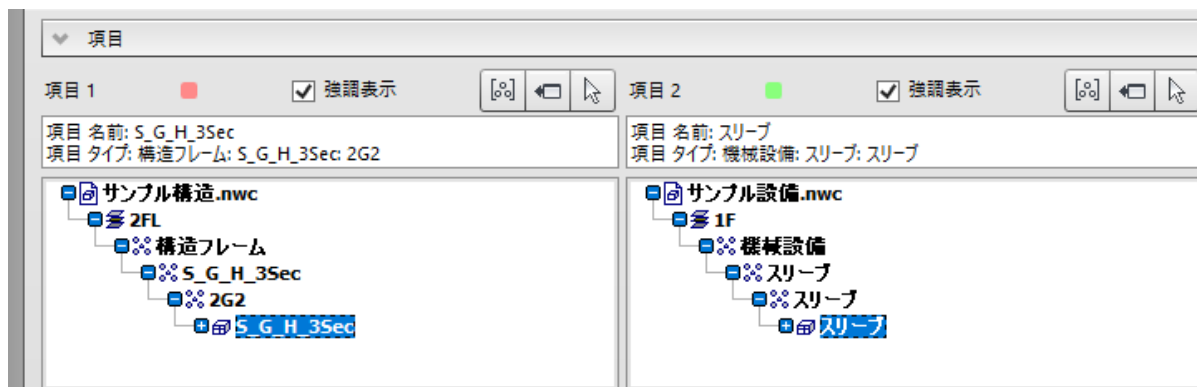 項目
項目 1
強調表示
項目 2
強調表示
項目 名前: S_G_H_3Sec
項目 タイプ: 構造フレーム: S_G_H_3Sec: 2G2
項目 名前: スリーブ
項目 タイプ: 機械設備: スリーブ: スリーブ
サンプル構造.nwc
2FL
構造フレーム
S_G_H_3Sec
2G2
S_G_H_3Sec
サンプル設備.nwc
1F
機械設備
スリーブ
スリーブ
スリーブ